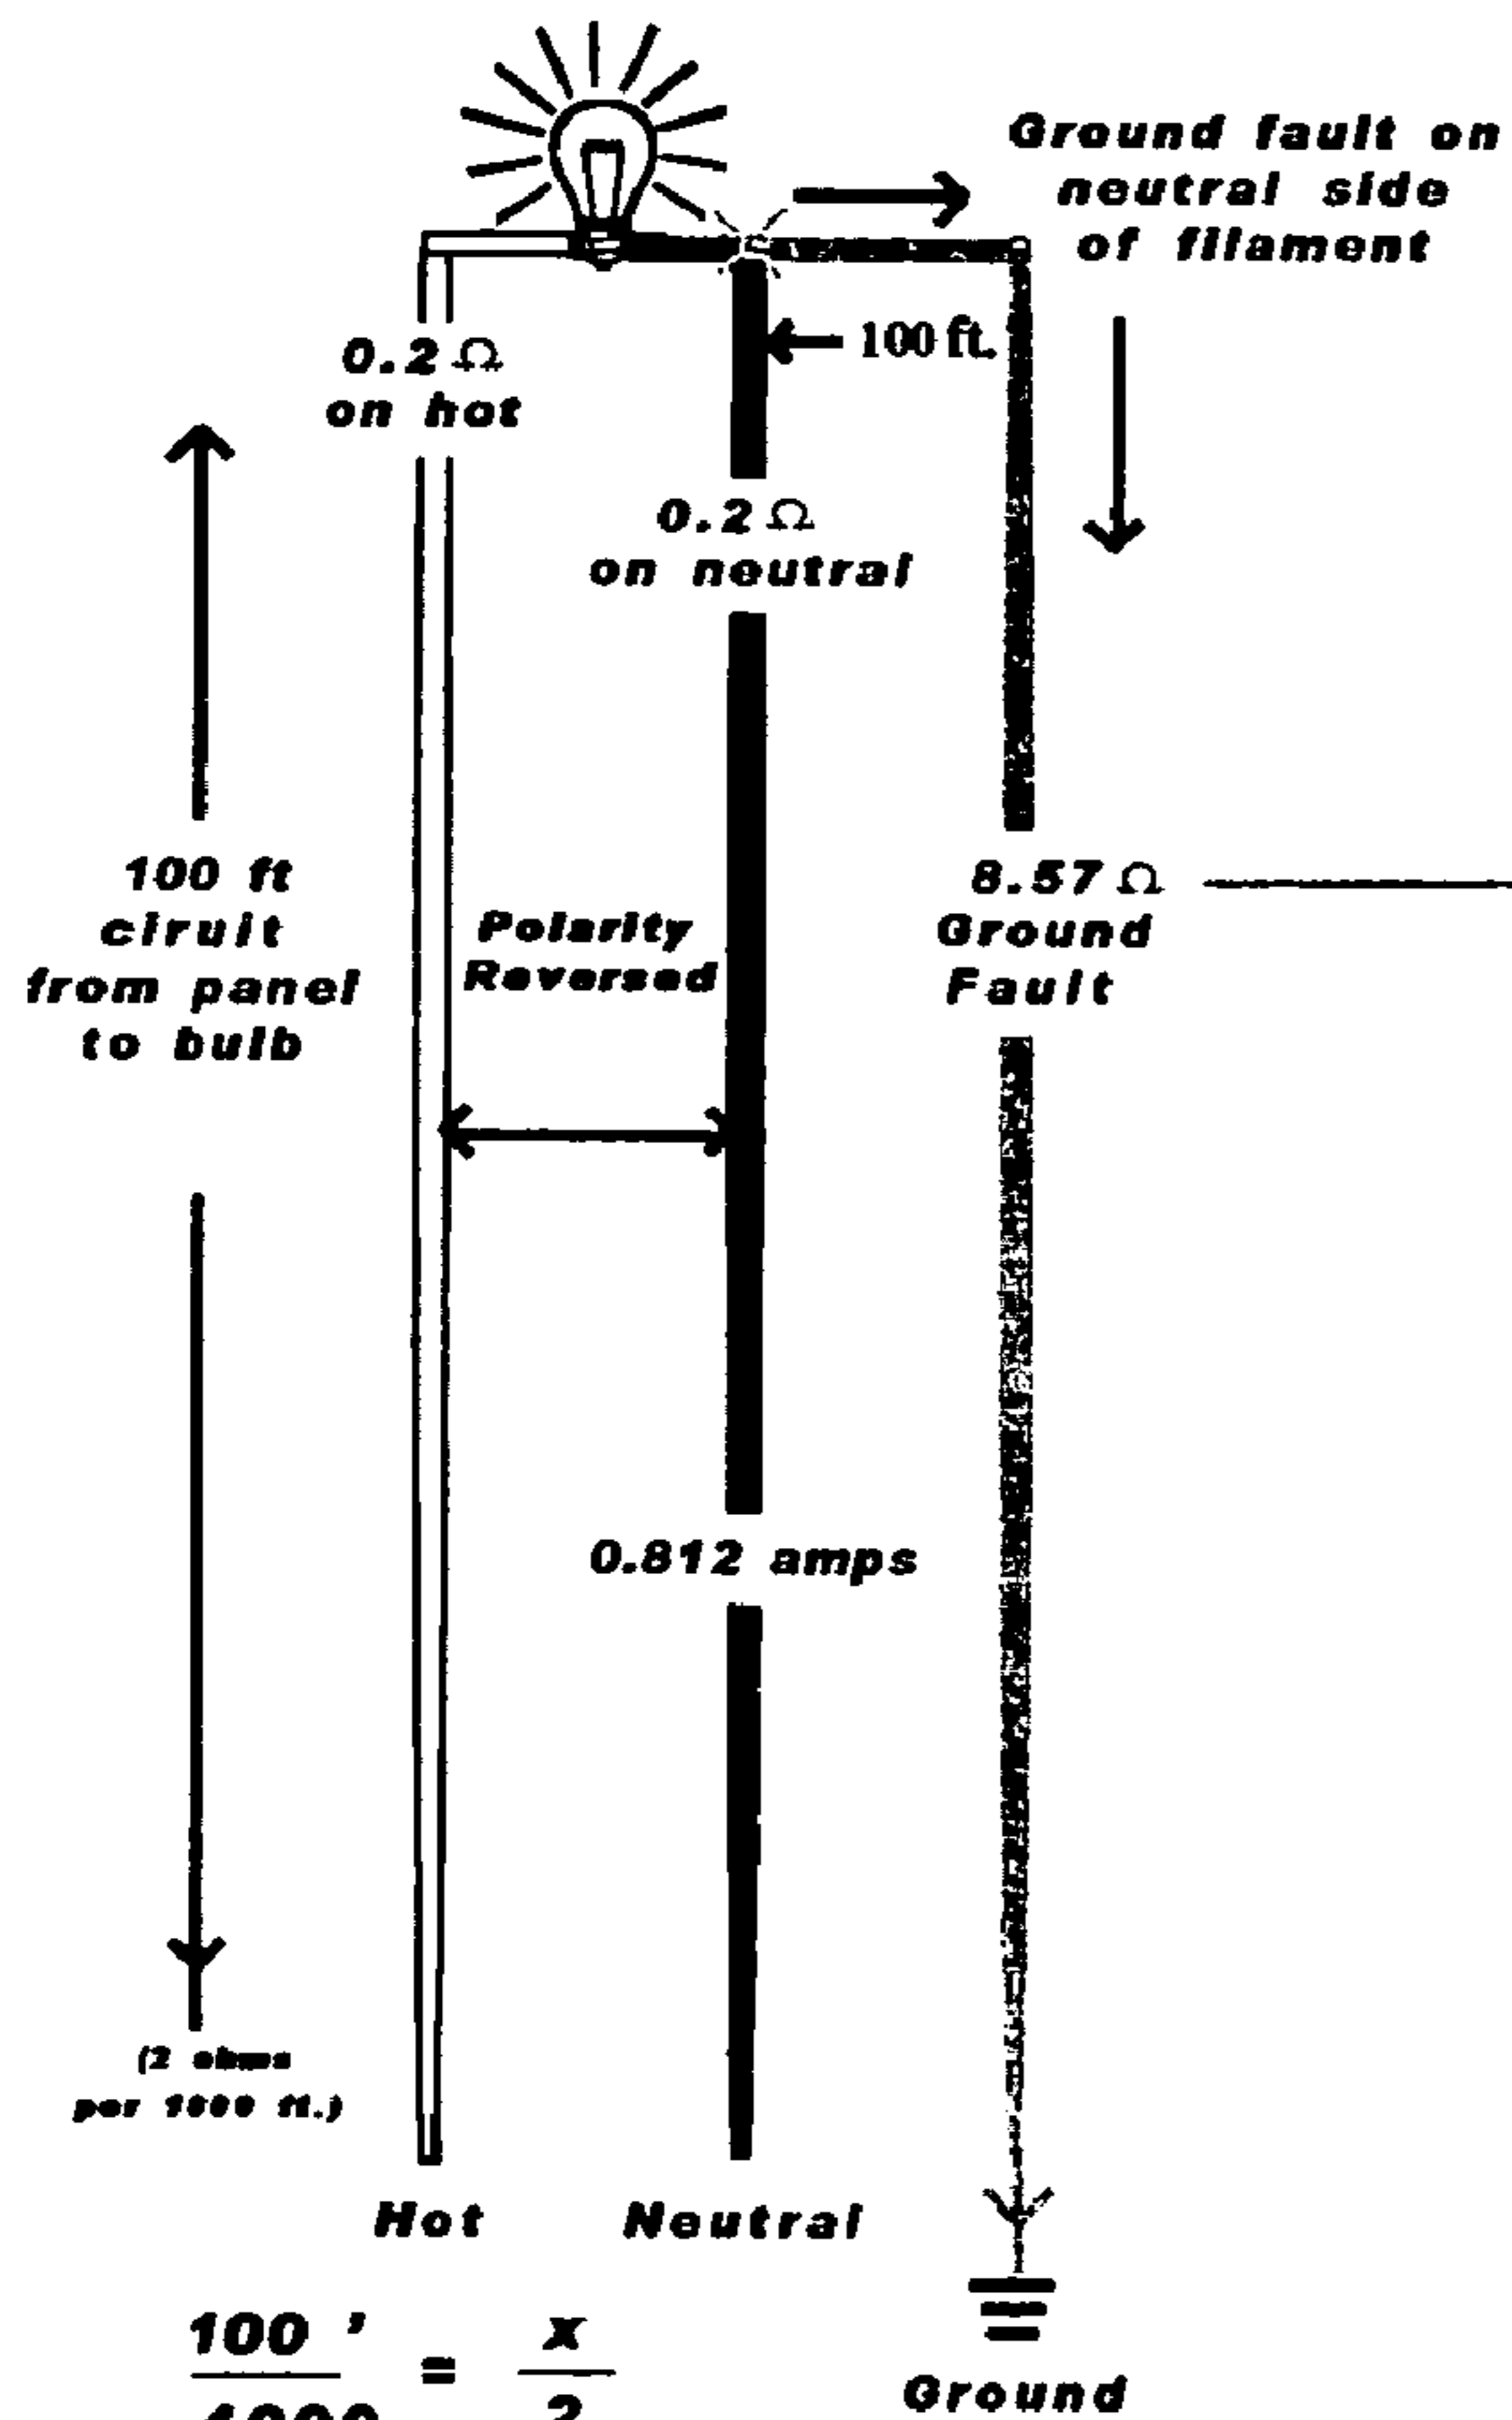 Ground fault on
neutral side
of filament
100 ft.
0.2 Ω
on hot
0.2 Ω
on neutral
100 ft
ciruit
from panel
to bulb
Polarity
Reversed
8.57 Ω
Ground
Fault
0.812 amps
(2 ohms
per 1000 ft.)
Hot
Neutral
100 '
=
x
1000
2
Ground